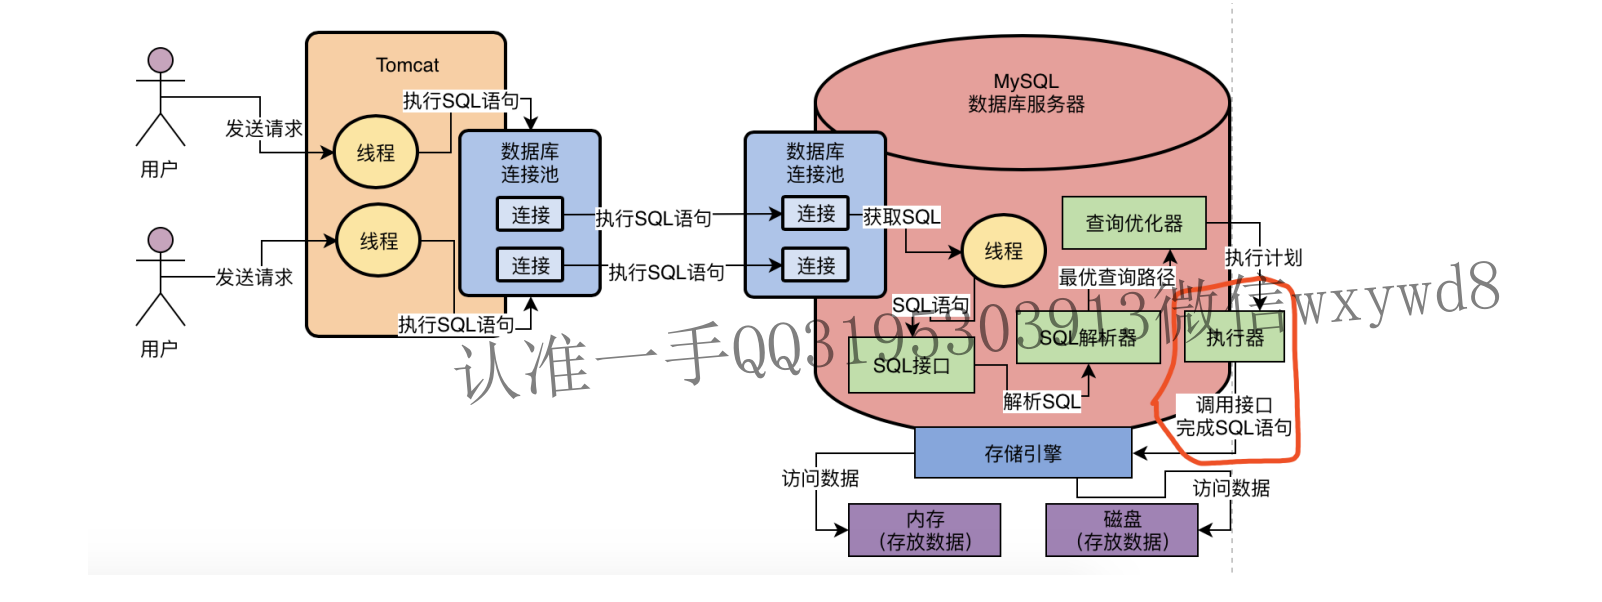 Tomcat
执行SQL语句
发送请求
线程
用户
数据库
连接池
连接
连接
线程
发送请求
执行SQL语句
用户
执行SQL语句
执行SQL语句
MySQL
数据库服务器
数据库
连接池
连接
连接
获取SQL
线程
查询优化器
执行计划
最优查询路径
SQL语句
SQL接口
SQL解析器
解析SQL
执行器
调用接口
完成SQL语句
存储引擎
访问数据
访问数据
内存
(存放数据)
磁盘
(存放数据)
认准一手QQ3195303913微信wxywd8